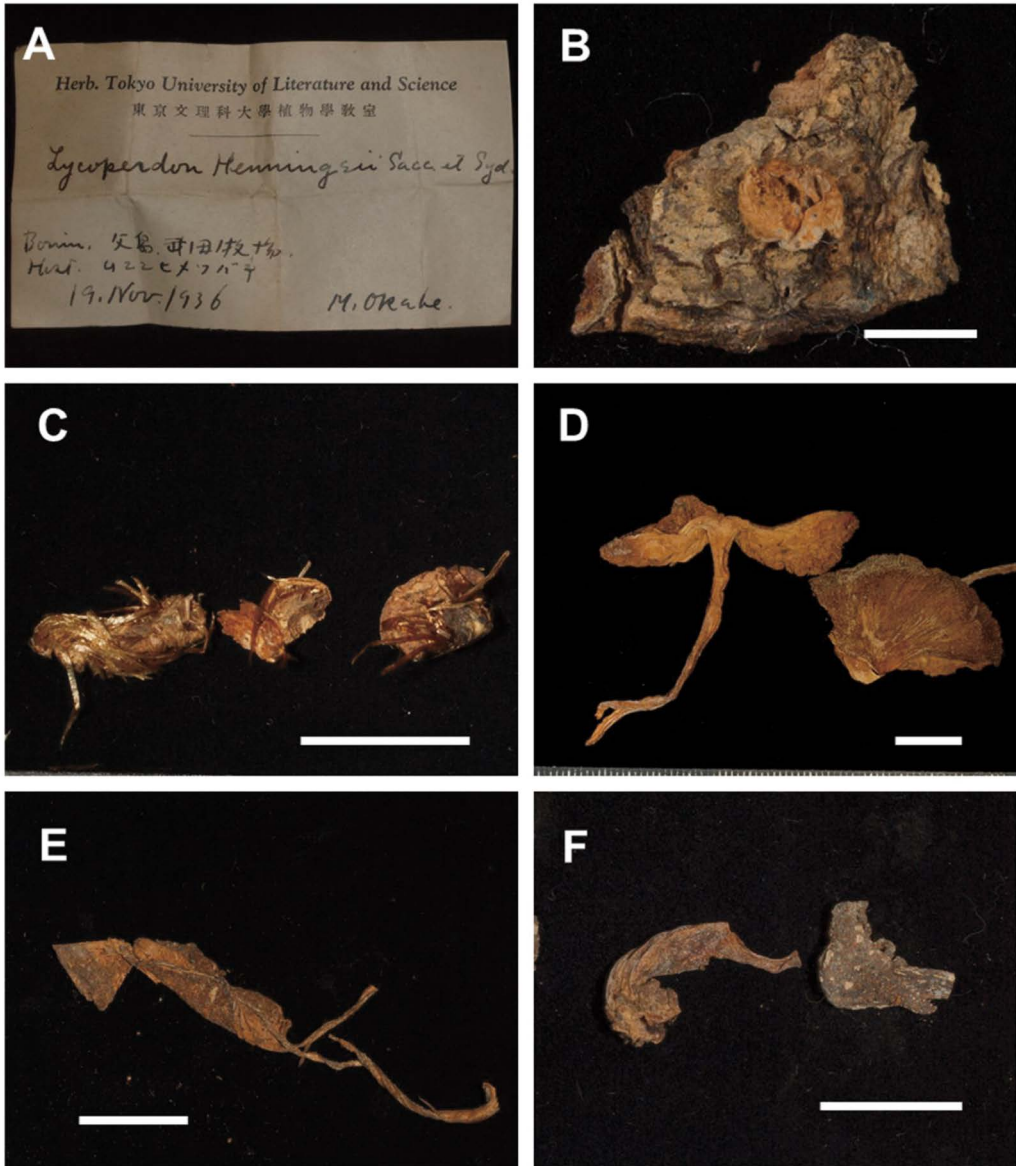 A
Herb. Tokyo University of Literature and Science
東京文理科大學植物學教室
Lycoperdon Henningsii Sacc et Syd.
Bonin. 父島
Host. ムニンヒメツバキ
19. Nov. 1936 M. Okabe.
B
C
D
E
F